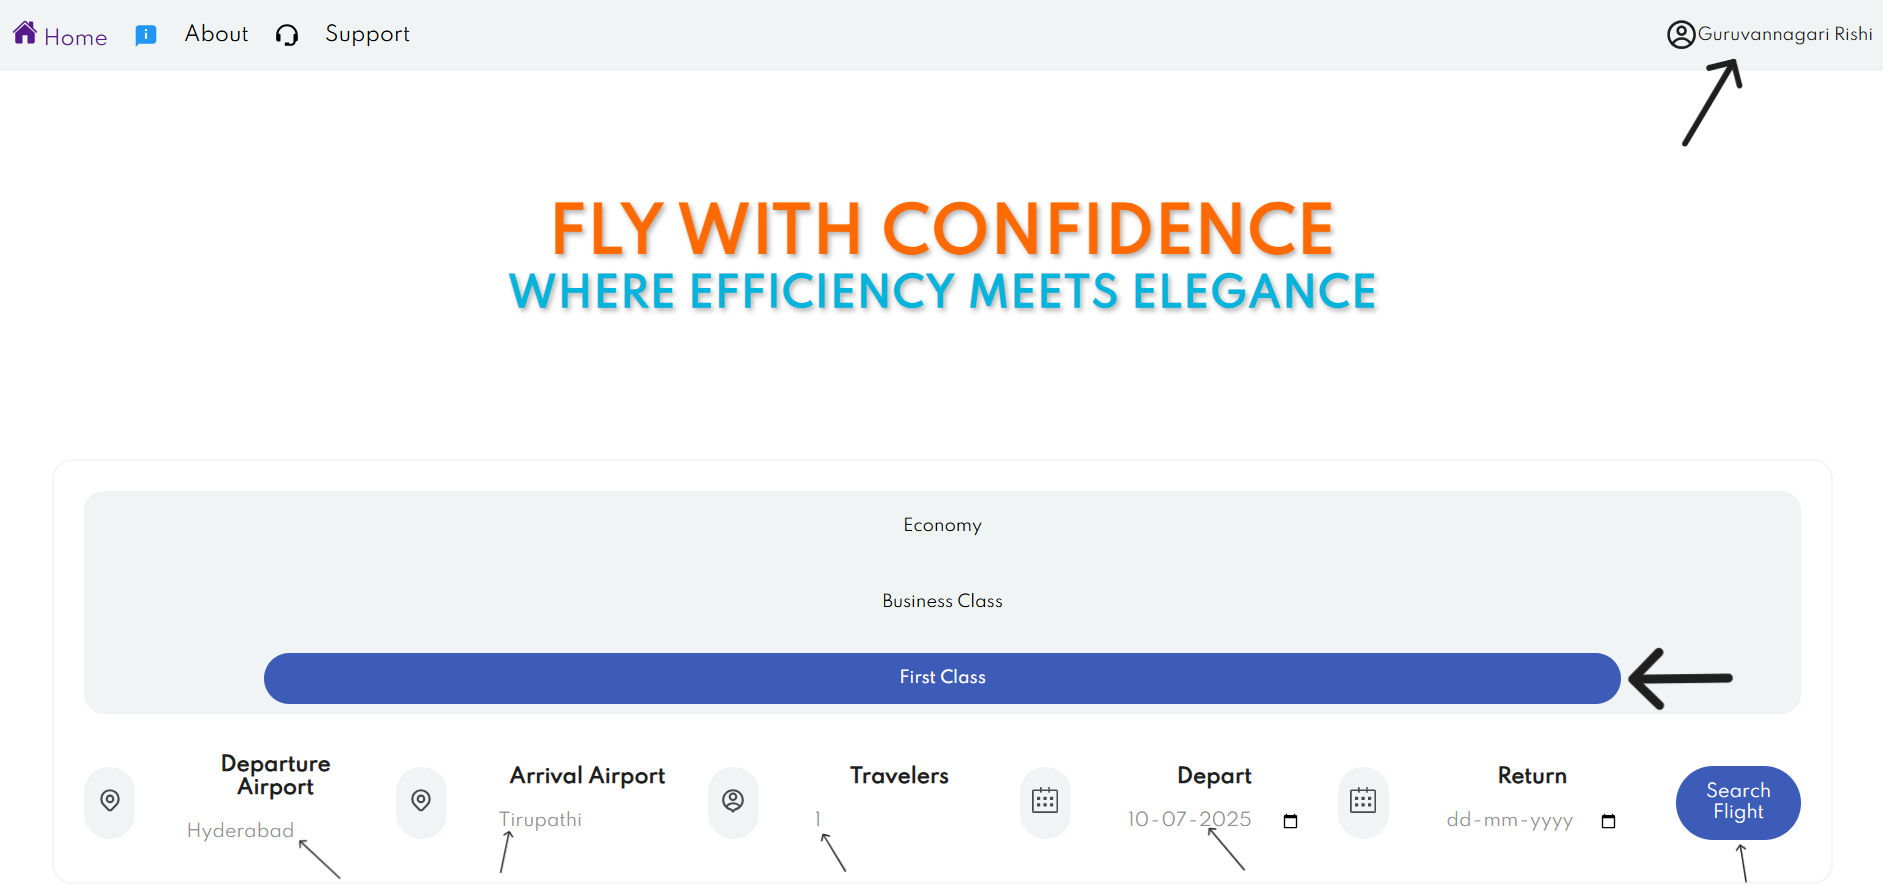 Home About Support Guruvannagari Rishi
FLY WITH CONFIDENCE
WHERE EFFICIENCY MEETS ELEGANCE
Economy
Business Class
First Class
Departure
Airport
Hyderabad
Arrival Airport
Tirupathi
Travelers
1
Depart
10-07-2025
Return
dd-mm-yyyy
Search
Flight